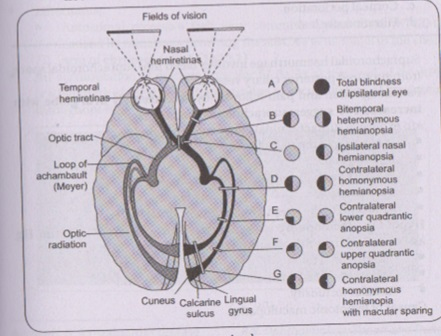 Fields of vision
Nasal
hemiretinas
Temporal
hemiretinas
Optic tract
Loop of
achambault
(Meyer)
Optic
radiation
Cuneus
Calcarine
sulcus
Lingual
gyrus
A
Total blindness
of ipsilateral eye
B
Bitemporal
heteronymous
hemianopsia
C
Ipsilateral nasal
hemianopsia
D
Contralateral
homonymous
hemianopsia
E
Contralateral
lower quadrantic
anopsia
F
Contralateral
upper quadrantic
anopsia
G
Contralateral
homonymous
hemianopia
with macular sparing